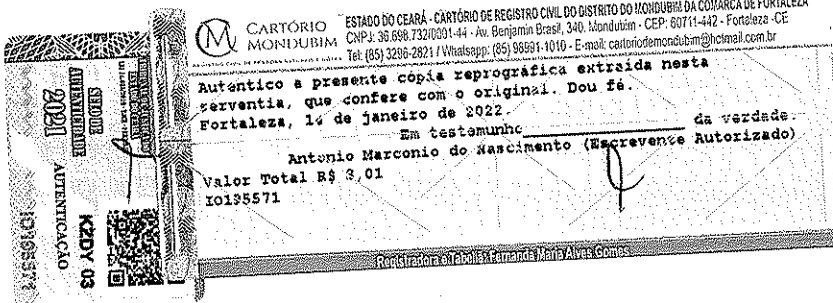 CARTÓRIO
MONDUBIM
ESTADO DO CEARÁ - CARTÓRIO DE REGISTRO CIVIL DO DISTRITO DO MONDUBIM DA COMARCA DE FORTALEZA
CNPJ: 36.698.732/0001-44 - Av. Benjamin Brasil, 340. Mondubim - CEP: 60711-442 - Fortaleza -CE
Tel: (85) 3296-2821 / Whatsapp: (85) 98991-1016 - E-mail: cartoriodemondubim@hotmail.com.br
Autentico a presente cópia reprográfica extraída nesta
serventia, que confere com o original. Dou fé.
Fortaleza, 14 de janeiro de 2022.
Em testemunho da verdade.
Antonio Marconio do Nascimento (Escrevente Autorizado)
Valor Total R$ 3,01
IO195571
Registradora e Tabeliã: Fernanda Maria Alves Gomes
SELO DE
AUTENTICIDADE
2021
AUTENTICAÇÃO
KZDY 03
IO195571